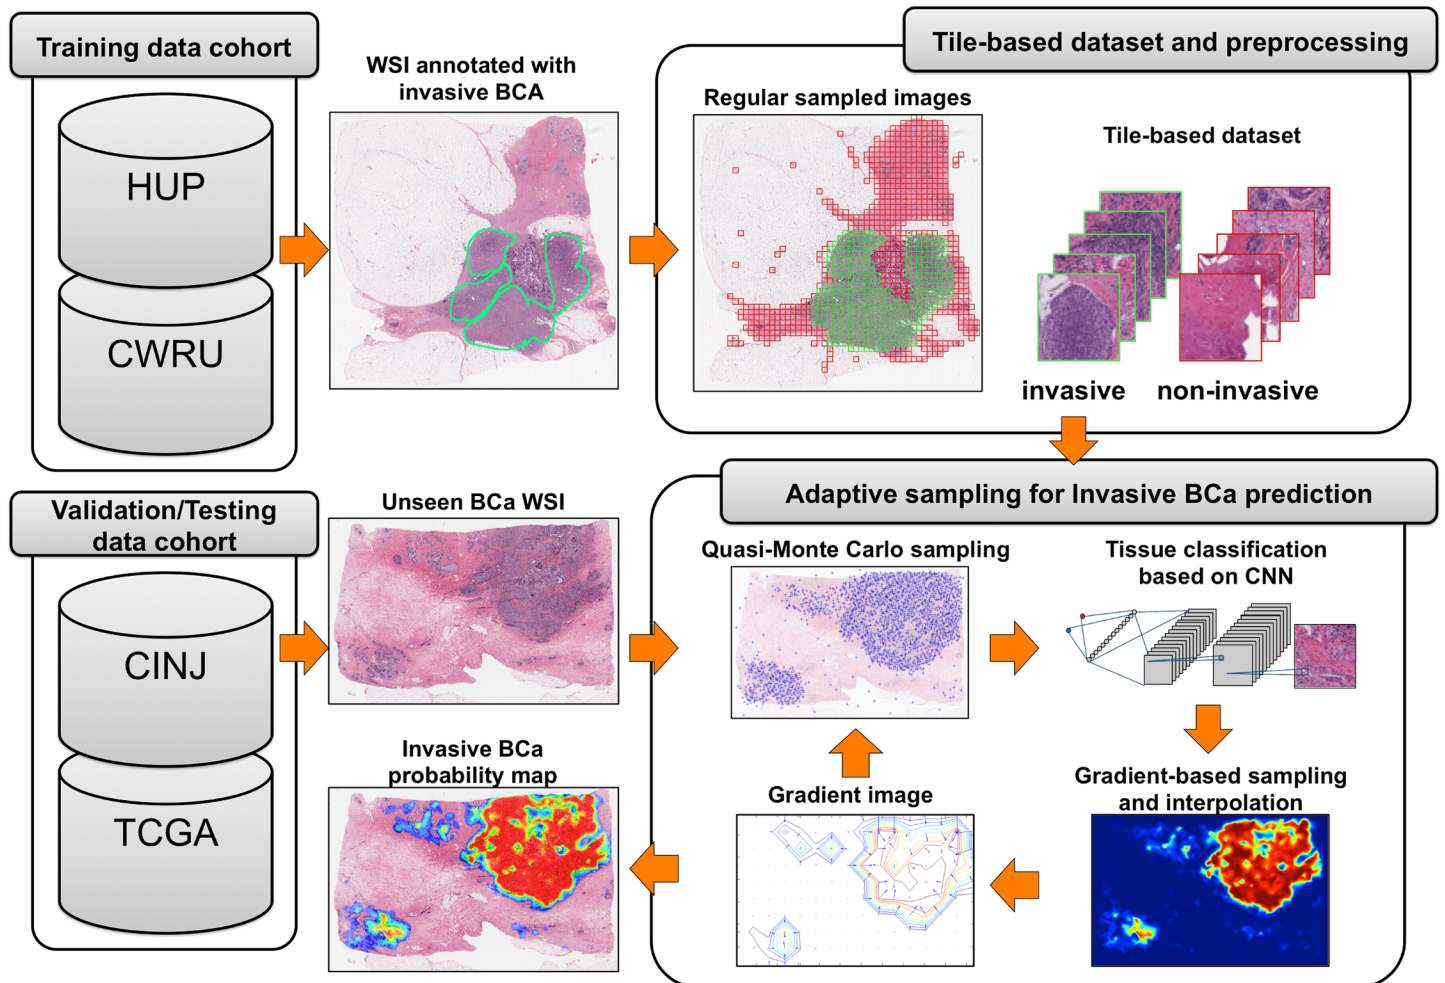 Training data cohort
HUP
CWRU
WSI annotated with
invasive BCA
Tile-based dataset and preprocessing
Regular sampled images
Tile-based dataset
invasive
non-invasive
Validation/Testing
data cohort
CINJ
TCGA
Unseen BCa WSI
Invasive BCa
probability map
Adaptive sampling for Invasive BCa prediction
Quasi-Monte Carlo sampling
Tissue classification
based on CNN
Gradient image
Gradient-based sampling
and interpolation